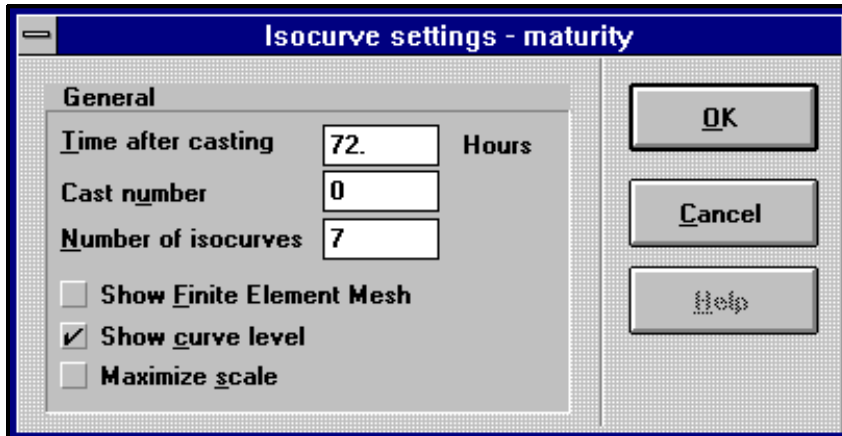 Isocurve settings - maturity
General
Time after casting 72. Hours
Cast number 0
Number of isocurves 7
Show Finite Element Mesh
Show curve level
Maximize scale
OK
Cancel
Help